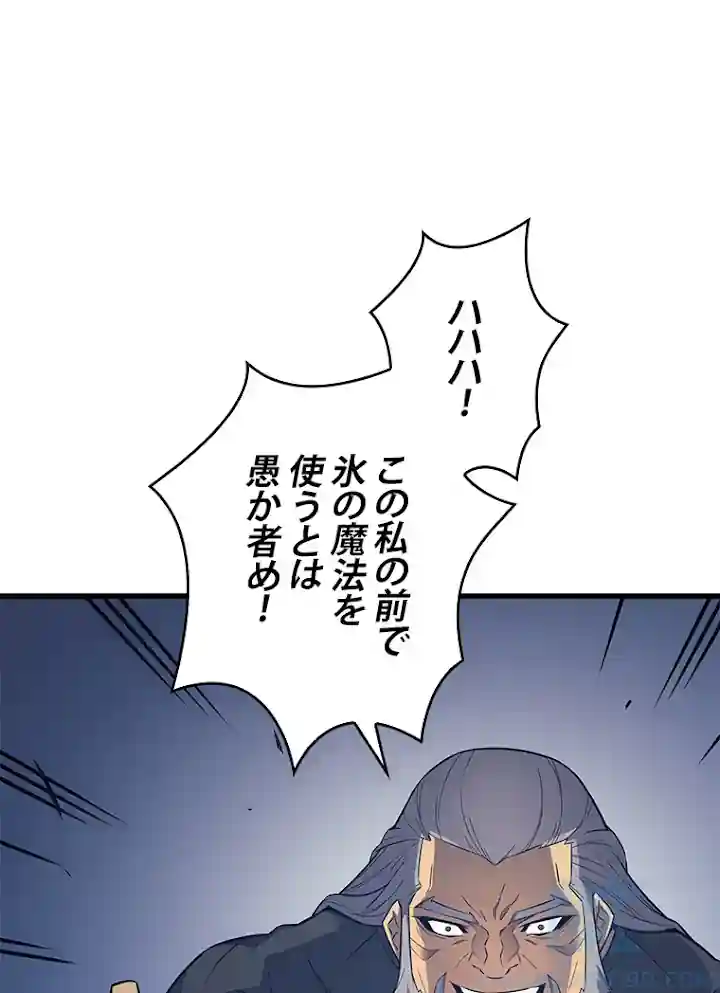 ハハハ！
この私の前で
氷の魔法を
使うとは
愚か者め！